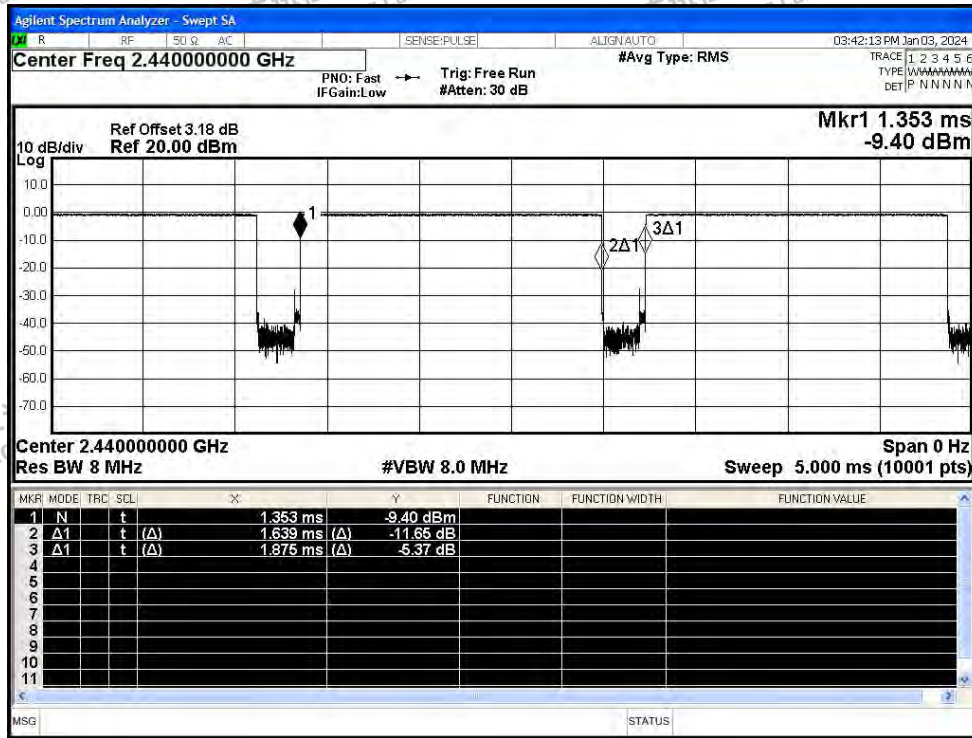 Agilent Spectrum Analyzer - Swept SA
LXI R RF 50 Ω AC SENSE:PULSE ALIGN AUTO 03:42:13 PM Jan 03, 2024
Center Freq 2.440000000 GHz #Avg Type: RMS TRACE 1 2 3 4 5 6
PNO: Fast Trig: Free Run TYPE WWWWWW
IFGain:Low #Atten: 30 dB DET P N N N N N
Mkr1 1.353 ms
Ref Offset 3.18 dB
10 dB/div Ref 20.00 dBm -9.40 dBm
Log
10.0
0.00
1
3Δ1
-10.0
2Δ1
-20.0
-30.0
-40.0
-50.0
-60.0
-70.0
Center 2.440000000 GHz Span 0 Hz
Res BW 8 MHz #VBW 8.0 MHz Sweep 5.000 ms (10001 pts)
MKR MODE TRC SCL X Y FUNCTION FUNCTION WIDTH FUNCTION VALUE
1 N t 1.353 ms -9.40 dBm
2 Δ1 t (Δ) 1.639 ms (Δ) -11.65 dB
3 Δ1 t (Δ) 1.875 ms (Δ) -5.37 dB
4
5
6
7
8
9
10
11
MSG STATUS